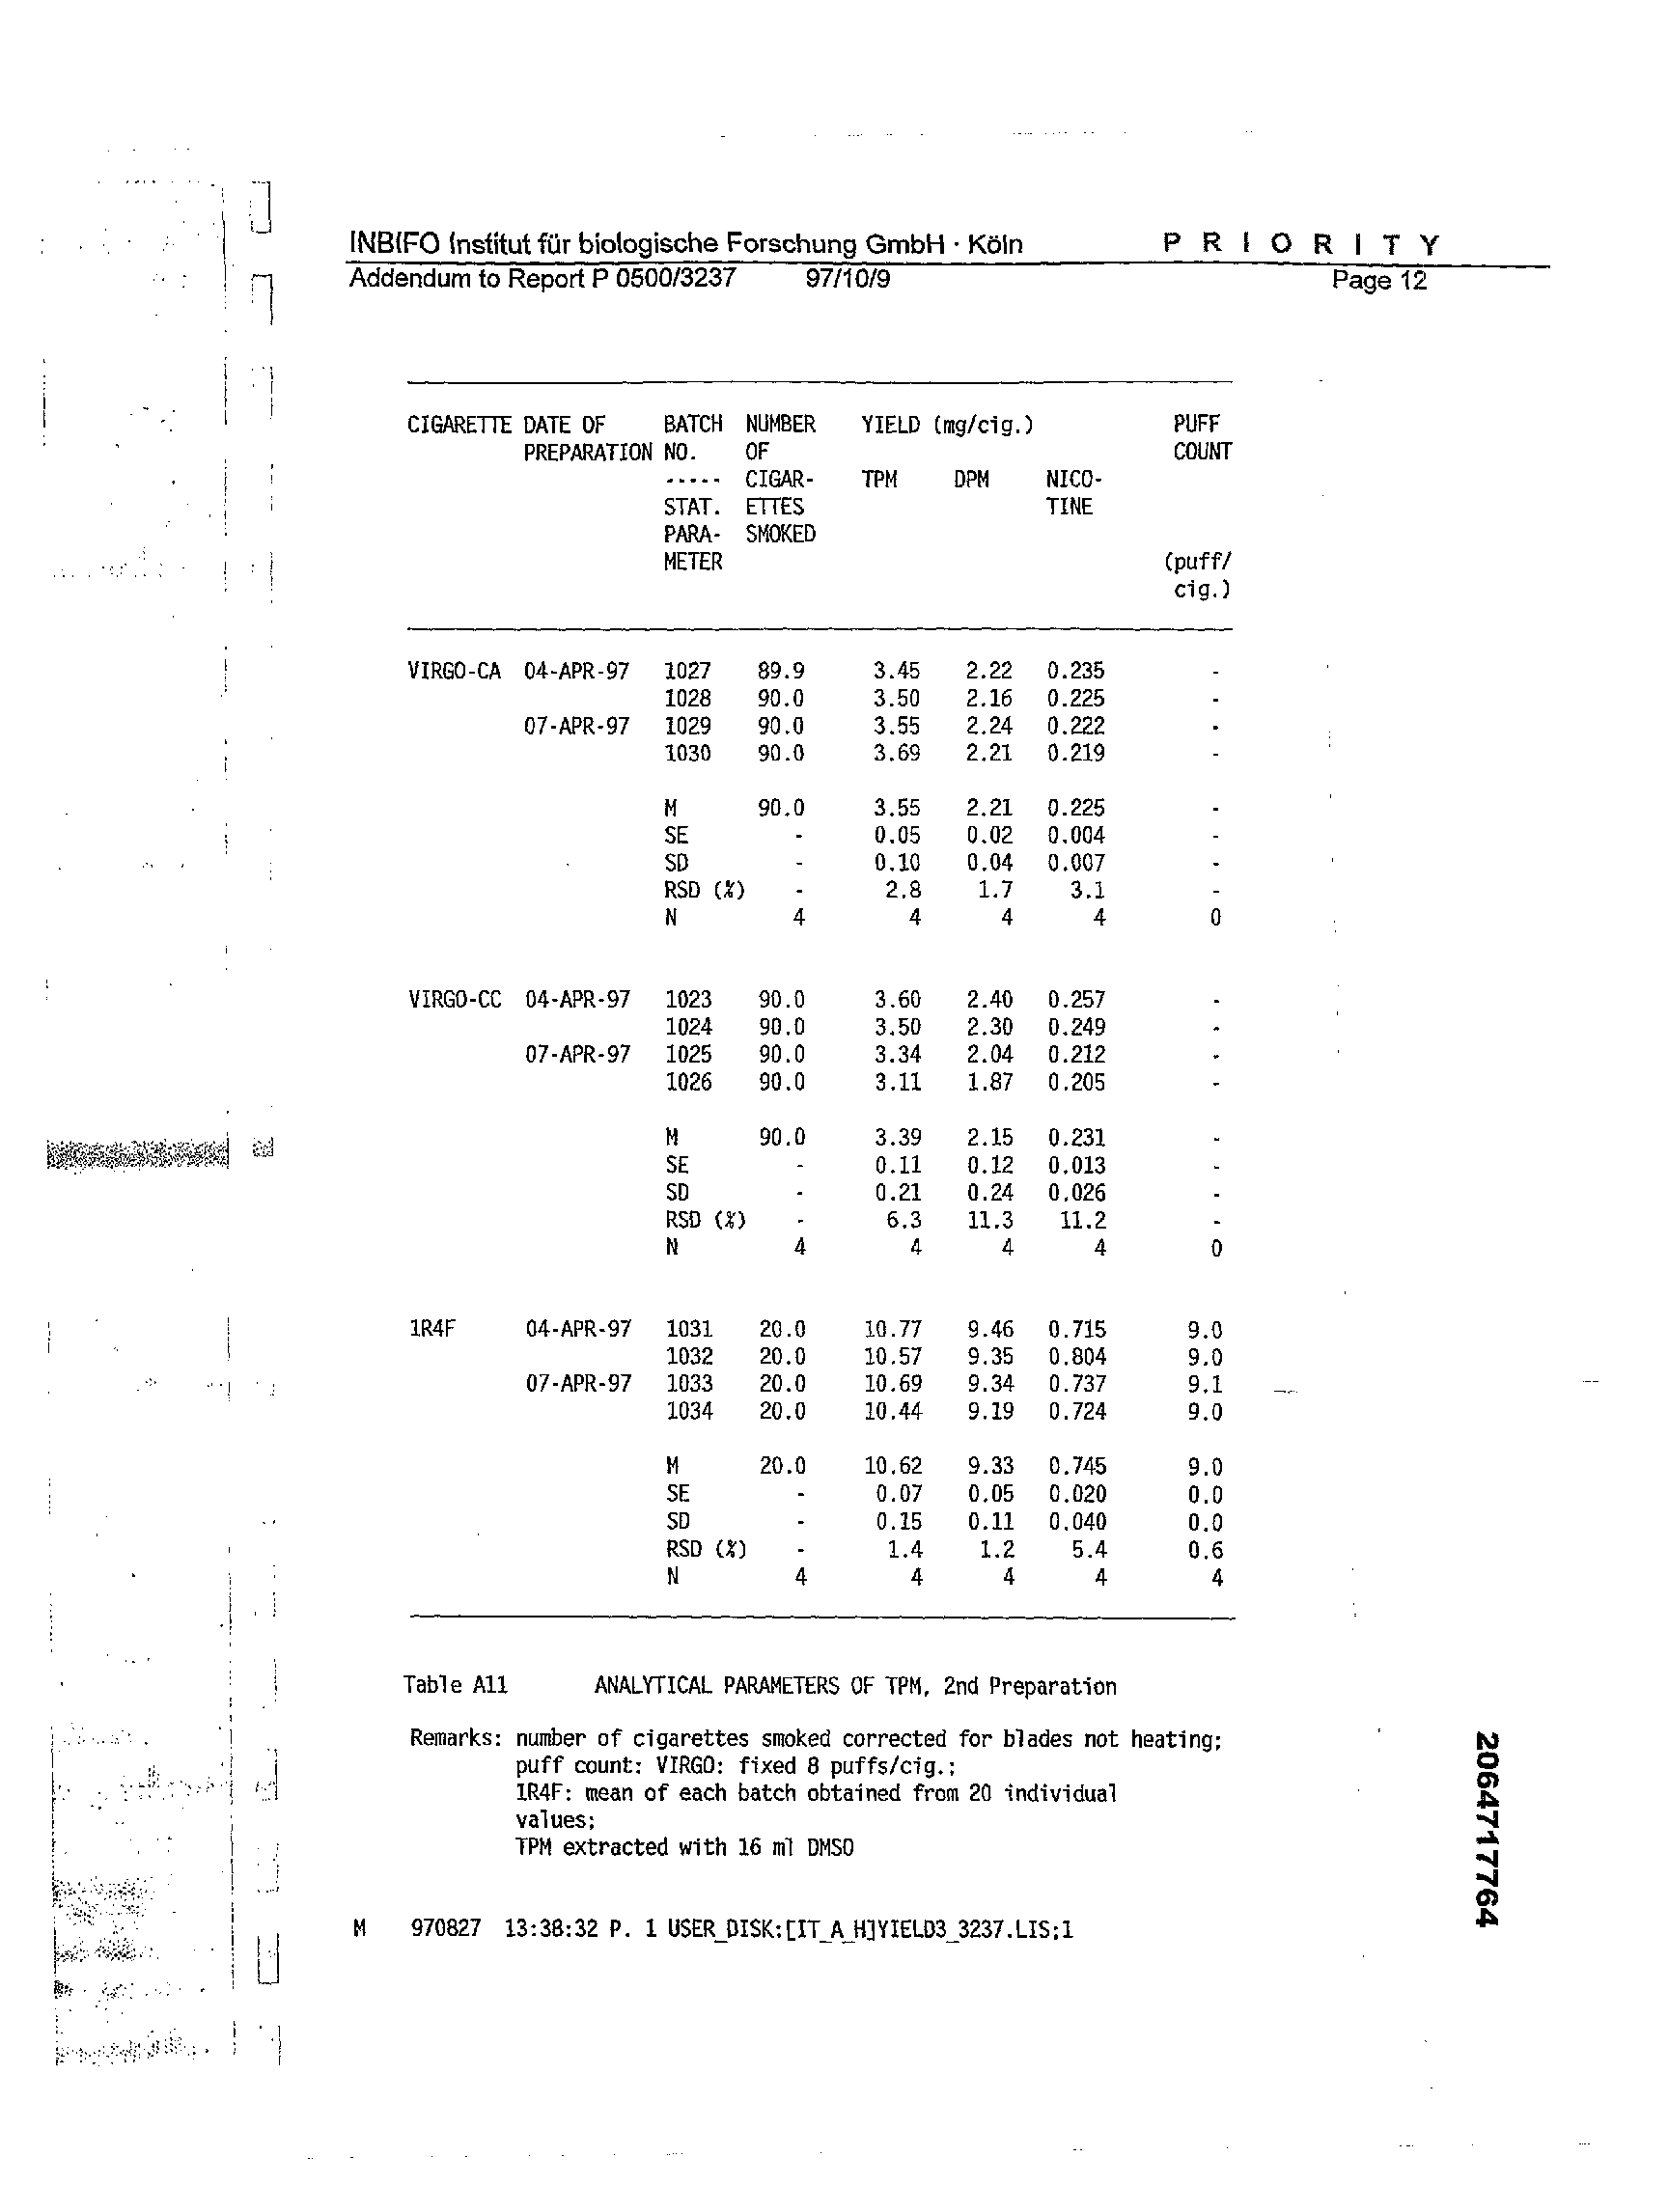 INBIFO Institut für biologische Forschung GmbH · Köln P R I O R I T Y
Addendum to Report P 0500/3237 97/10/9 Page 12
CIGARETTE DATE OF BATCH NUMBER YIELD (mg/cig.) PUFF
PREPARATION NO. OF COUNT
----- CIGAR- TPM DPM NICO-
STAT. ETTES TINE
PARA- SMOKED
METER (puff/
cig.)
VIRGO-CA 04-APR-97 1027 89.9 3.45 2.22 0.235 -
1028 90.0 3.50 2.16 0.225 -
07-APR-97 1029 90.0 3.55 2.24 0.222 -
1030 90.0 3.69 2.21 0.219 -
M 90.0 3.55 2.21 0.225 -
SE - 0.05 0.02 0.004 -
SD - 0.10 0.04 0.007 -
RSD (%) - 2.8 1.7 3.1 -
N 4 4 4 4 0
VIRGO-CC 04-APR-97 1023 90.0 3.60 2.40 0.257 -
1024 90.0 3.50 2.30 0.249 -
07-APR-97 1025 90.0 3.34 2.04 0.212 -
1026 90.0 3.11 1.87 0.205 -
M 90.0 3.39 2.15 0.231 -
SE - 0.11 0.12 0.013 -
SD - 0.21 0.24 0.026 -
RSD (%) - 6.3 11.3 11.2 -
N 4 4 4 4 0
1R4F 04-APR-97 1031 20.0 10.77 9.46 0.715 9.0
1032 20.0 10.57 9.35 0.804 9.0
07-APR-97 1033 20.0 10.69 9.34 0.737 9.1
1034 20.0 10.44 9.19 0.724 9.0
M 20.0 10.62 9.33 0.745 9.0
SE - 0.07 0.05 0.020 0.0
SD - 0.15 0.11 0.040 0.0
RSD (%) - 1.4 1.2 5.4 0.6
N 4 4 4 4 4
Table A11 ANALYTICAL PARAMETERS OF TPM, 2nd Preparation
Remarks: number of cigarettes smoked corrected for blades not heating;
puff count: VIRGO: fixed 8 puffs/cig.;
1R4F: mean of each batch obtained from 20 individual
values;
TPM extracted with 16 ml DMSO
M 970827 13:38:32 P. 1 USER_DISK:[IT_A_H]YIELD3_3237.LIS;1
2064717764